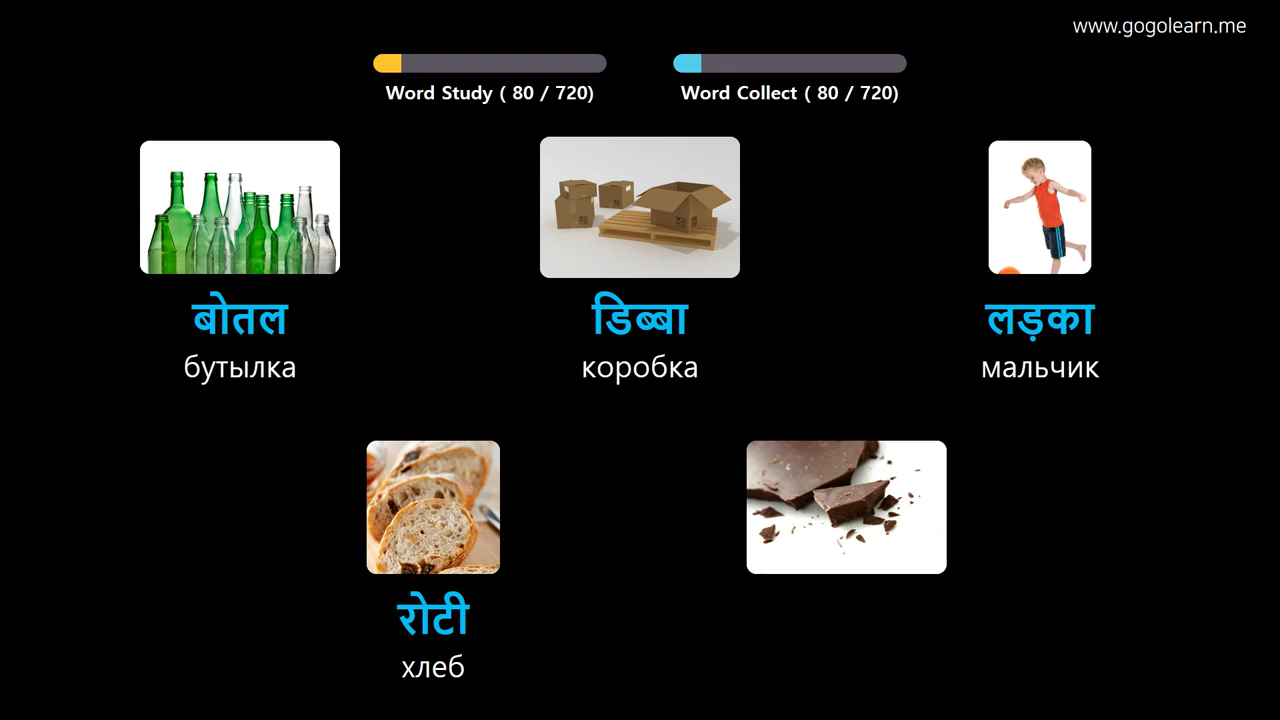 www.gogolearn.me
Word Study ( 80 / 720)
Word Collect ( 80 / 720)
बोतल
бутылка
डिब्बा
коробка
लड़का
мальчик
रोटी
хлеб